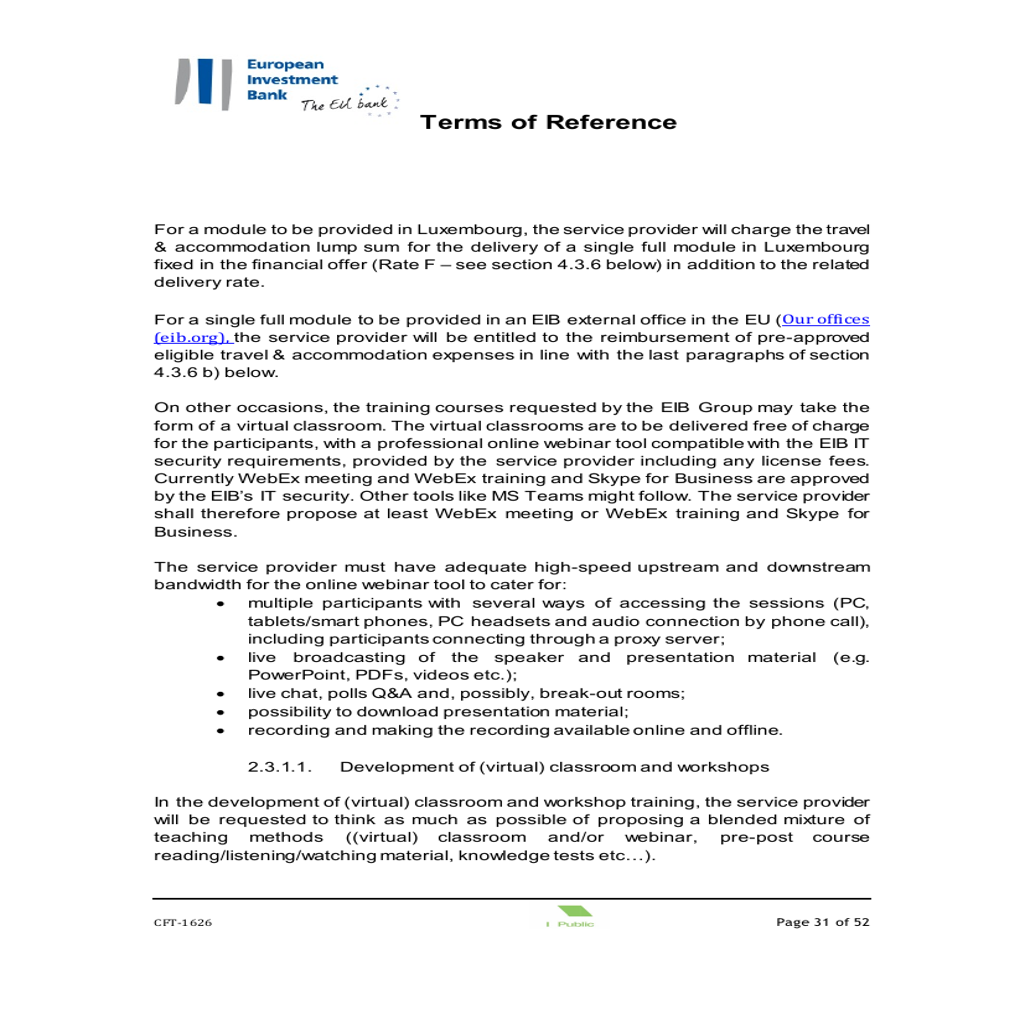 European
Investment
Bank
The EU bank
Terms of Reference
For a module to be provided in Luxembourg, the service provider will charge the travel
& accommodation lump sum for the delivery of a single full module in Luxembourg
fixed in the financial offer (Rate F – see section 4.3.6 below) in addition to the related
delivery rate.
For a single full module to be provided in an EIB external office in the EU (Our offices
(eib.org), the service provider will be entitled to the reimbursement of pre-approved
eligible travel & accommodation expenses in line with the last paragraphs of section
4.3.6 b) below.
On other occasions, the training courses requested by the EIB Group may take the
form of a virtual classroom. The virtual classrooms are to be delivered free of charge
for the participants, with a professional online webinar tool compatible with the EIB IT
security requirements, provided by the service provider including any license fees.
Currently WebEx meeting and WebEx training and Skype for Business are approved
by the EIB's IT security. Other tools like MS Teams might follow. The service provider
shall therefore propose at least WebEx meeting or WebEx training and Skype for
Business.
The service provider must have adequate high-speed upstream and downstream
bandwidth for the online webinar tool to cater for:
• multiple participants with several ways of accessing the sessions (PC,
tablets/smart phones, PC headsets and audio connection by phone call),
including participants connecting through a proxy server;
• live broadcasting of the speaker and presentation material (e.g.
PowerPoint, PDFs, videos etc.);
• live chat, polls Q&A and, possibly, break-out rooms;
• possibility to download presentation material;
• recording and making the recording available online and offline.
2.3.1.1. Development of (virtual) classroom and workshops
In the development of (virtual) classroom and workshop training, the service provider
will be requested to think as much as possible of proposing a blended mixture of
teaching methods ((virtual) classroom and/or webinar, pre-post course
reading/listening/watching material, knowledge tests etc…).
CFT-1626 I Public Page 31 of 52